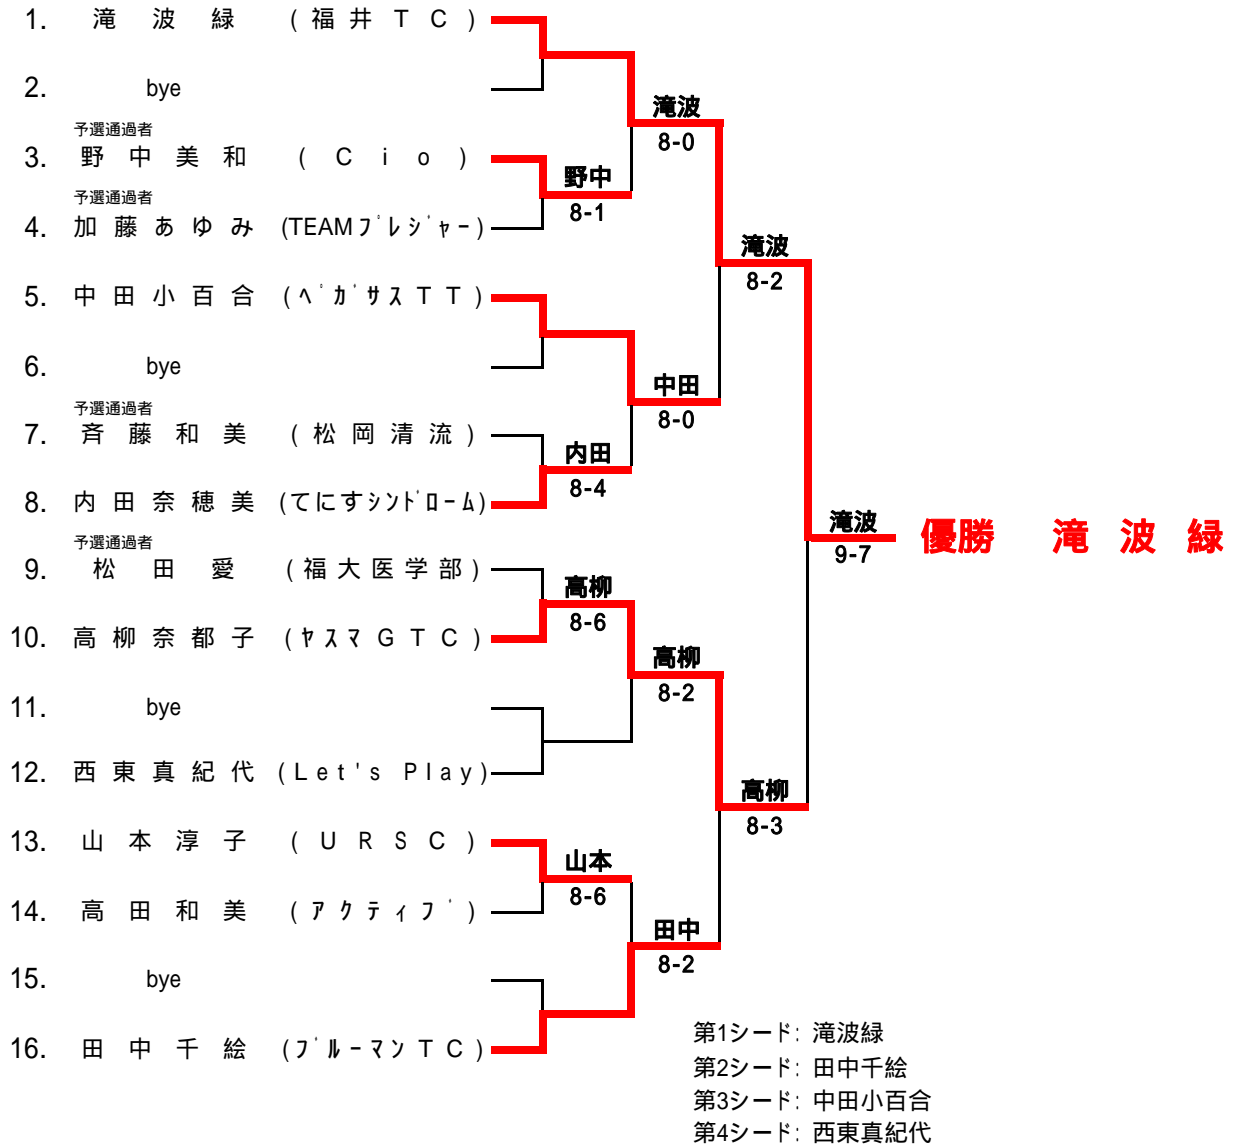 1. 滝波緑 (福井TC)
2. bye
滝波
8-0
予選通過者
3. 野中美和 (Cio)
野中
8-1
予選通過者
4. 加藤あゆみ (TEAMプレジャー)
滝波
8-2
5. 中田小百合 (ペガサスTT)
6. bye
中田
8-0
予選通過者
7. 斉藤和美 (松岡清流)
内田
8-4
8. 内田奈穂美 (てにすシンドローム)
滝波
9-7
優勝 滝波緑
予選通過者
9. 松田愛 (福大医学部)
高柳
8-6
10. 高柳奈都子 (ヤスマGTC)
高柳
8-2
11. bye
12. 西東真紀代 (Let's Play)
高柳
8-3
13. 山本淳子 (URSC)
山本
8-6
14. 高田和美 (アクティブ)
田中
8-2
15. bye
16. 田中千絵 (ブルーマンTC)
第1シード: 滝波緑
第2シード: 田中千絵
第3シード: 中田小百合
第4シード: 西東真紀代